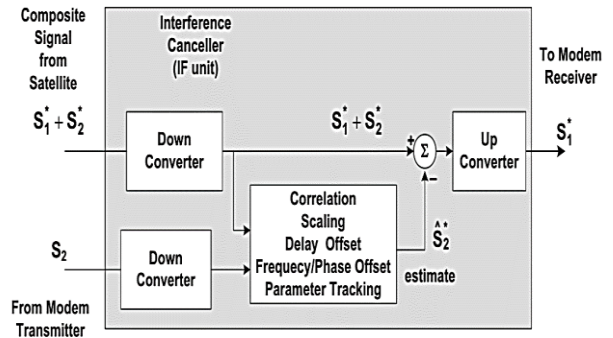 Composite
Signal
from
Satellite
S₁* + S₂*
Interference
Canceller
(IF unit)
To Modem
Receiver
Down
Converter
S₁* + S₂*
+
Σ
−
Up
Converter
S₁*
Correlation
Scaling
Delay Offset
Frequecy/Phase Offset
Parameter Tracking
Ŝ₂*
estimate
S₂
Down
Converter
From Modem
Transmitter